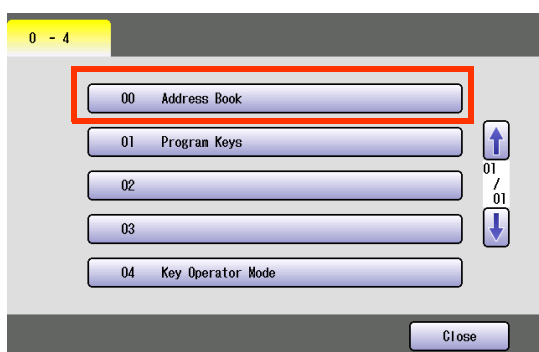 0 - 4
00 Address Book
01 Program Keys
02
03
04 Key Operator Mode
01
/
01
Close